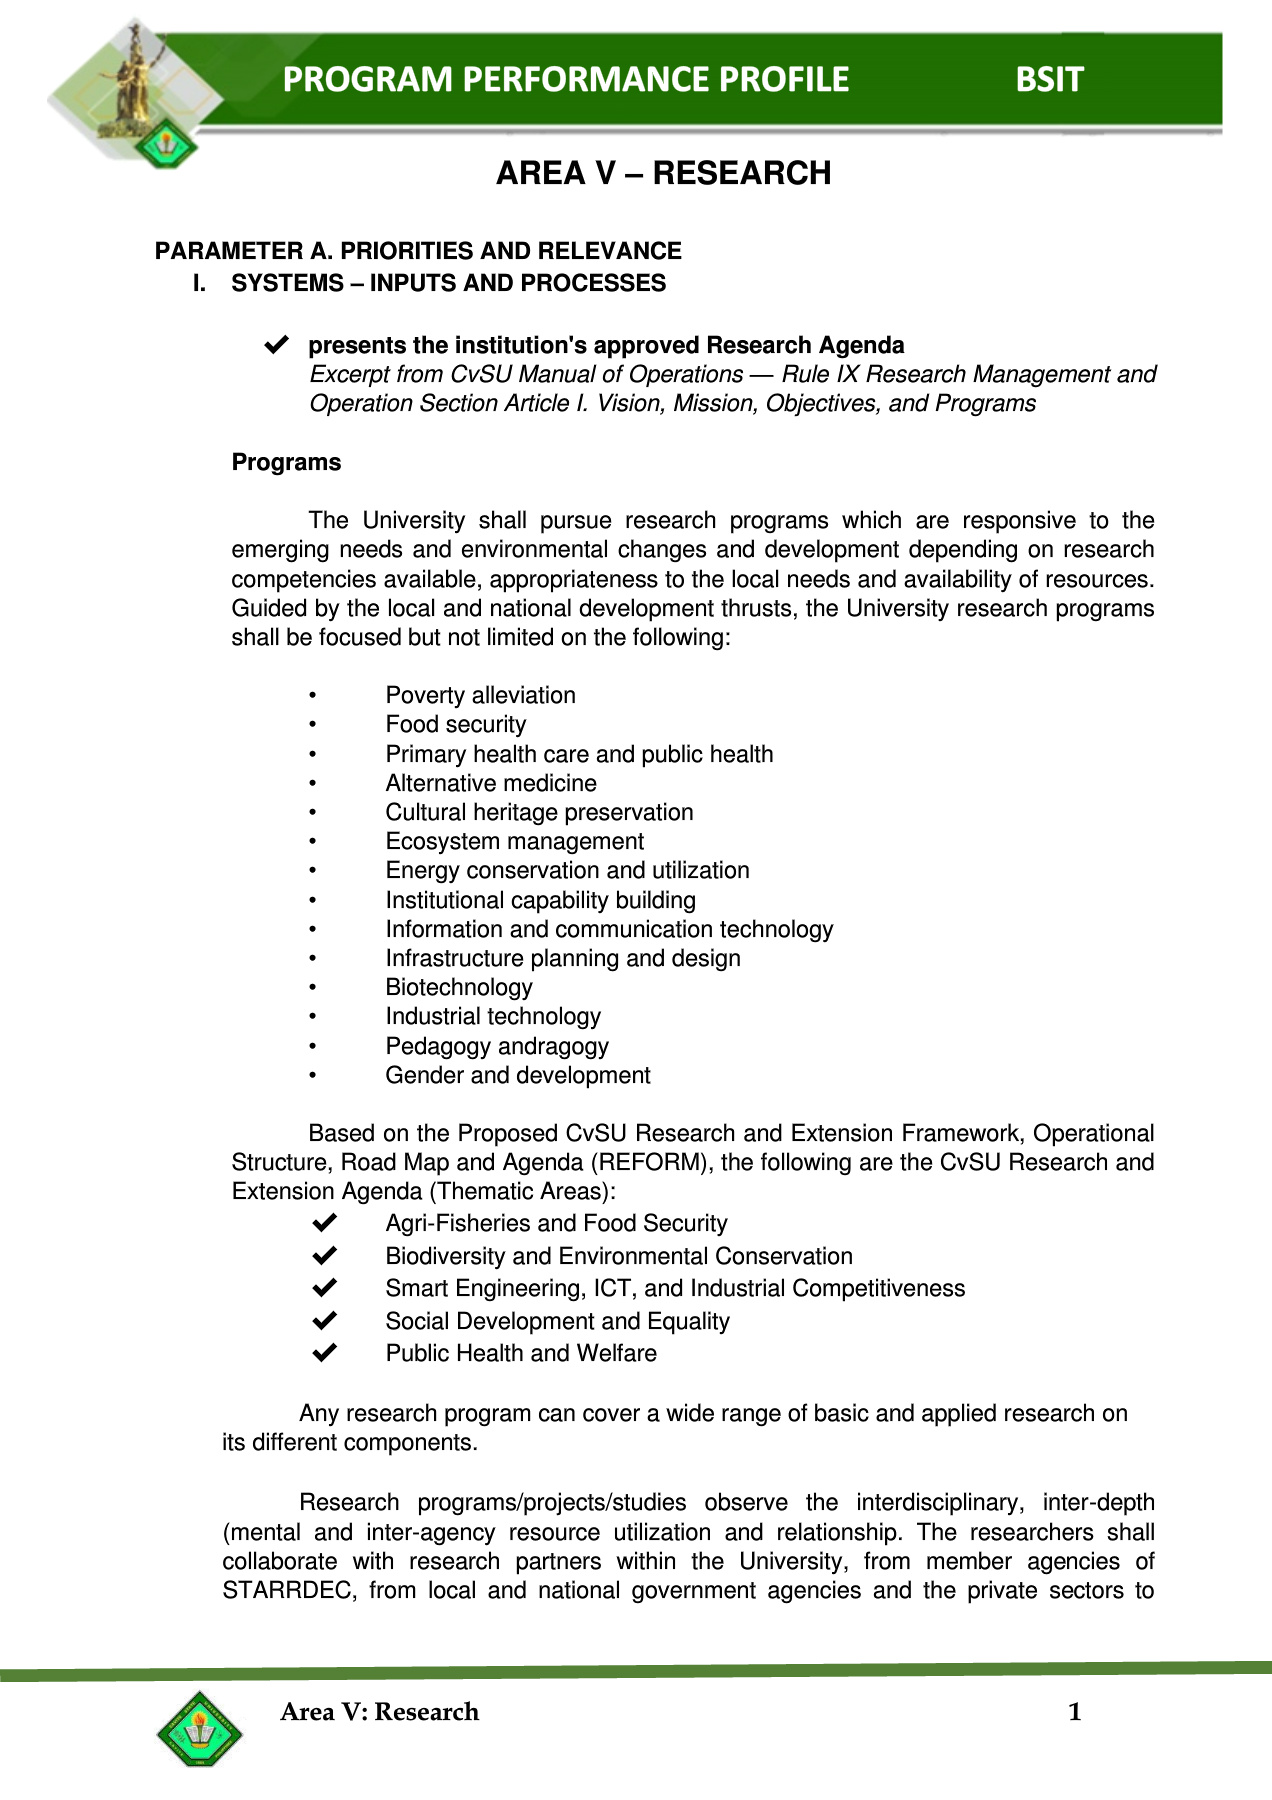 PROGRAM PERFORMANCE PROFILE BSIT
AREA V – RESEARCH
PARAMETER A. PRIORITIES AND RELEVANCE
I. SYSTEMS – INPUTS AND PROCESSES
✔ presents the institution's approved Research Agenda
Excerpt from CvSU Manual of Operations — Rule IX Research Management and
Operation Section Article I. Vision, Mission, Objectives, and Programs
Programs
The University shall pursue research programs which are responsive to the
emerging needs and environmental changes and development depending on research
competencies available, appropriateness to the local needs and availability of resources.
Guided by the local and national development thrusts, the University research programs
shall be focused but not limited on the following:
• Poverty alleviation
• Food security
• Primary health care and public health
• Alternative medicine
• Cultural heritage preservation
• Ecosystem management
• Energy conservation and utilization
• Institutional capability building
• Information and communication technology
• Infrastructure planning and design
• Biotechnology
• Industrial technology
• Pedagogy andragogy
• Gender and development
Based on the Proposed CvSU Research and Extension Framework, Operational
Structure, Road Map and Agenda (REFORM), the following are the CvSU Research and
Extension Agenda (Thematic Areas):
✔ Agri-Fisheries and Food Security
✔ Biodiversity and Environmental Conservation
✔ Smart Engineering, ICT, and Industrial Competitiveness
✔ Social Development and Equality
✔ Public Health and Welfare
Any research program can cover a wide range of basic and applied research on
its different components.
Research programs/projects/studies observe the interdisciplinary, inter-depth
(mental and inter-agency resource utilization and relationship. The researchers shall
collaborate with research partners within the University, from member agencies of
STARRDEC, from local and national government agencies and the private sectors to
Area V: Research 1